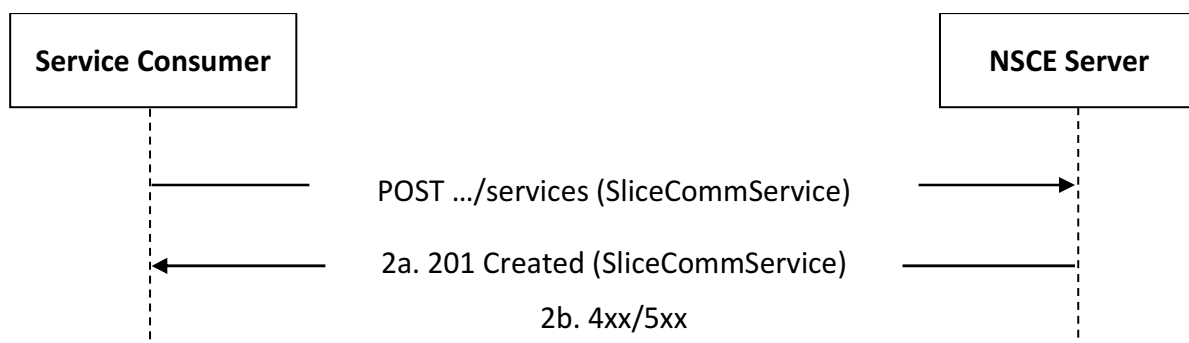 Service Consumer
NSCE Server
POST …/services (SliceCommService)
2a. 201 Created (SliceCommService)
2b. 4xx/5xx